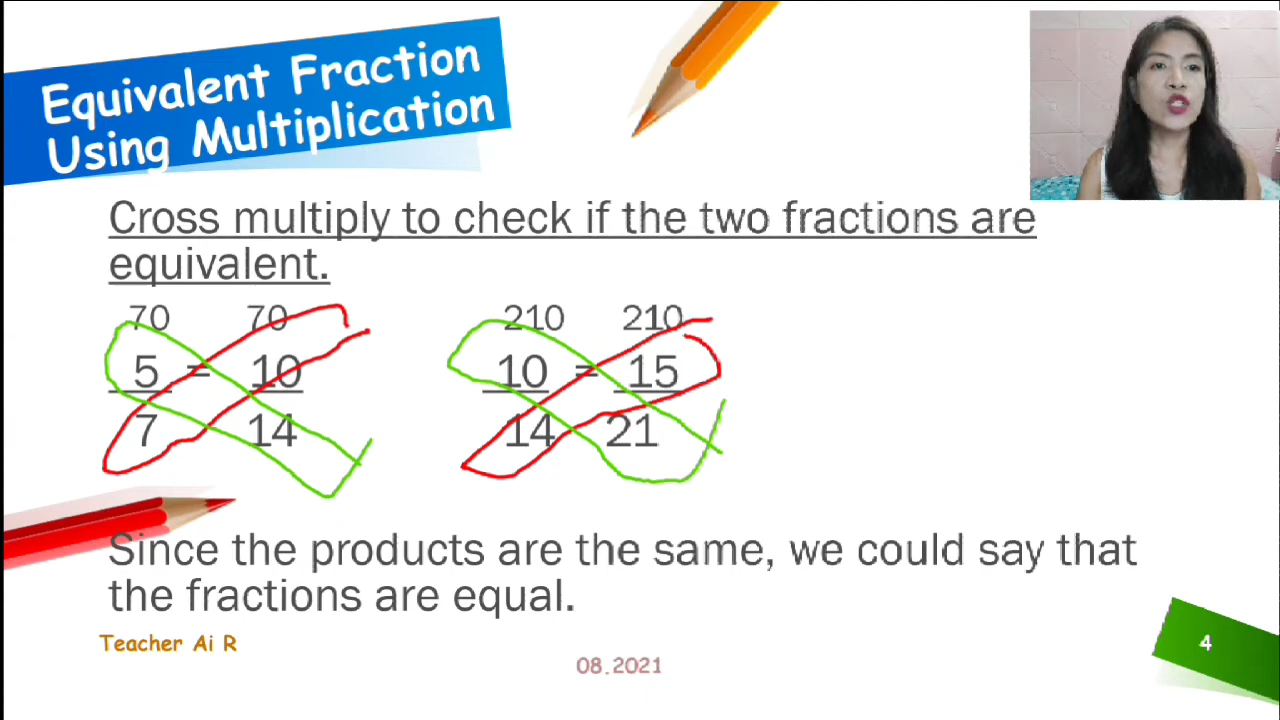 Equivalent Fraction
Using Multiplication
Cross multiply to check if the two fractions are
equivalent.
70 70 210 210
5 = 10 10 = 15
7 14 14 21
Since the products are the same, we could say that
the fractions are equal.
Teacher Ai R
4
08.2021